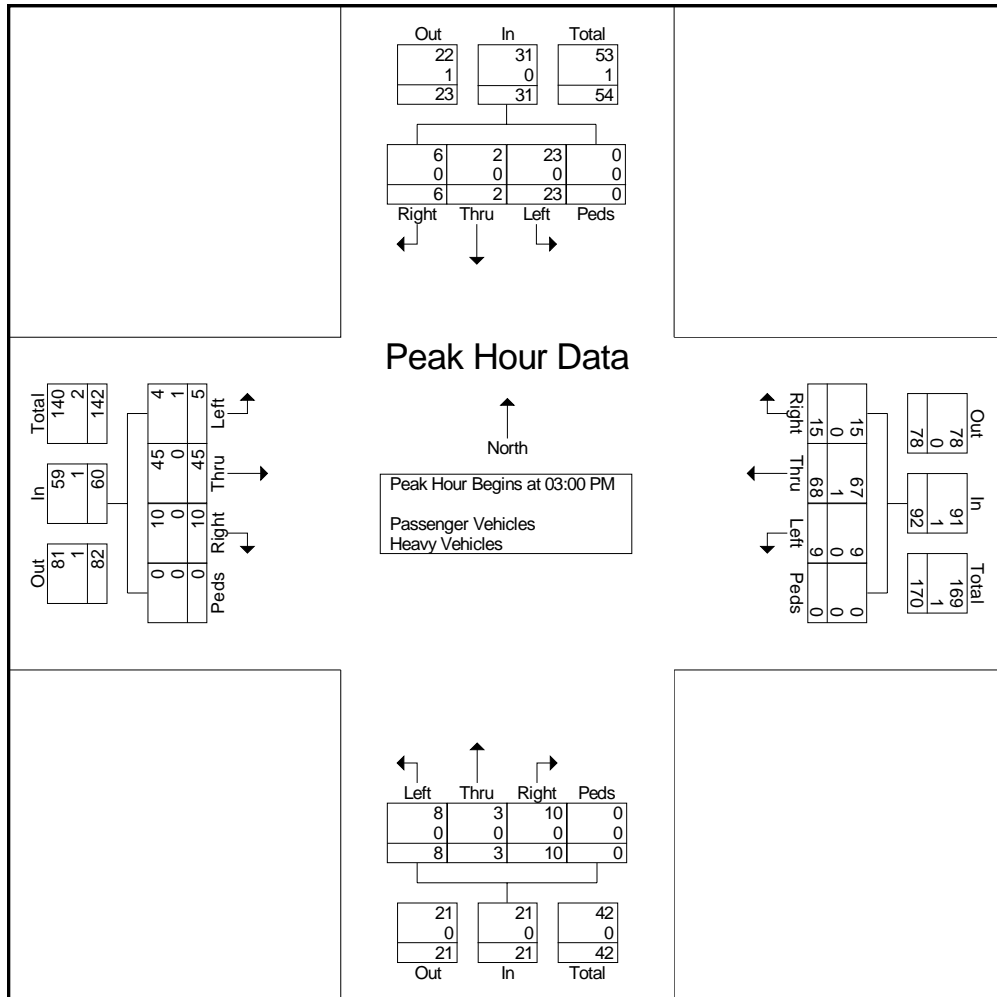 Out In Total
22 31 53
1 0 1
23 31 54
6 2 23 0
0 0 0 0
6 2 23 0
Right Thru Left Peds
Peak Hour Data
North
Peak Hour Begins at 03:00 PM
Passenger Vehicles
Heavy Vehicles
Total
140
2
142
In
59
1
60
Out
81
1
82
4 45 10 0
1 0 0 0
5 45 10 0
Left Thru Right Peds
Out
78
0
78
In
91
1
92
Total
169
1
170
15 67 9 0
0 1 0 0
15 68 9 0
Right Thru Left Peds
Left Thru Right Peds
8 3 10 0
0 0 0 0
8 3 10 0
21 21 42
0 0 0
21 21 42
Out In Total